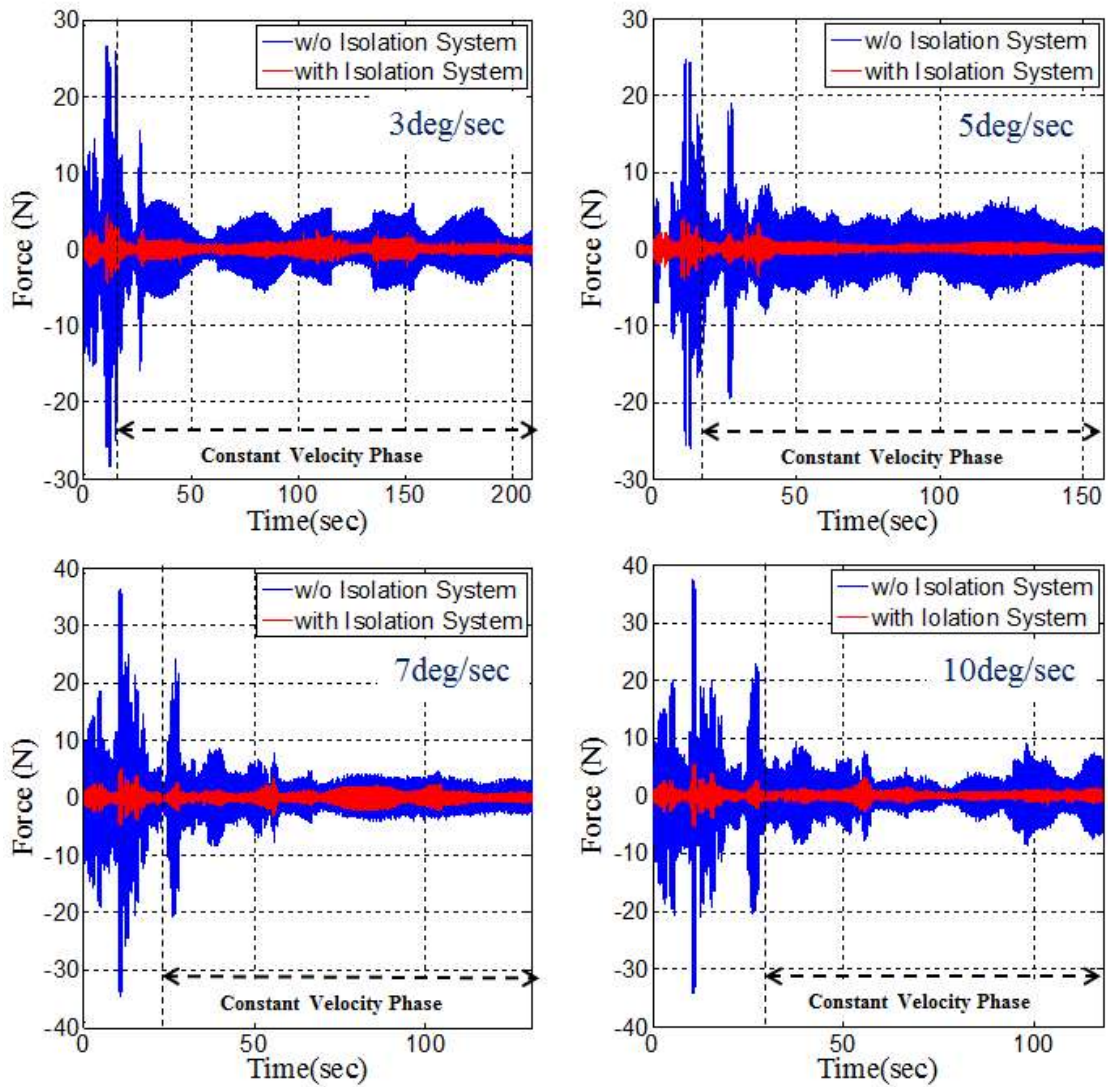 30
w/o Isolation System
with Isolation System
20
3deg/sec
10
Force (N)
0
-10
-20
Constant Velocity Phase
-30
0 50 100 150 200
Time(sec)
30
w/o Isolation System
with Isolation System
20
5deg/sec
10
Force (N)
0
-10
-20
Constant Velocity Phase
-30
0 50 100 150
Time(sec)
40
w/o Isolation System
with Isolation System
30
7deg/sec
20
10
Force (N)
0
-10
-20
-30
Constant Velocity Phase
-40
0 50 100
Time(sec)
40
w/o Isolation System
with Iolation System
30
10deg/sec
20
10
Force (N)
0
-10
-20
-30
Constant Velocity Phase
-40
0 50 100
Time(sec)